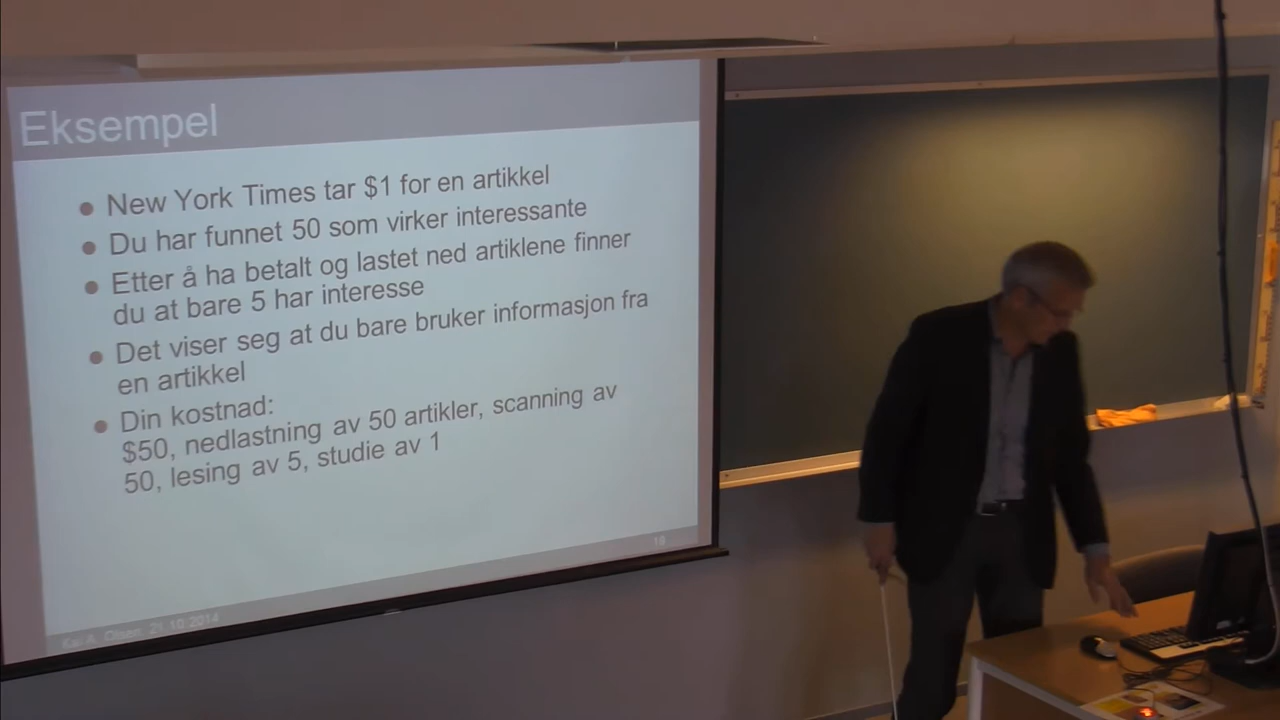 Eksempel
New York Times tar $1 for en artikkel
Du har funnet 50 som virker interessante
Etter å ha betalt og lastet ned artiklene finner
du at bare 5 har interesse
Det viser seg at du bare bruker informasjon fra
en artikkel
Din kostnad:
$50, nedlastning av 50 artikler, scanning av
50, lesing av 5, studie av 1
19
Kai A. Olsen, 21.10.2014